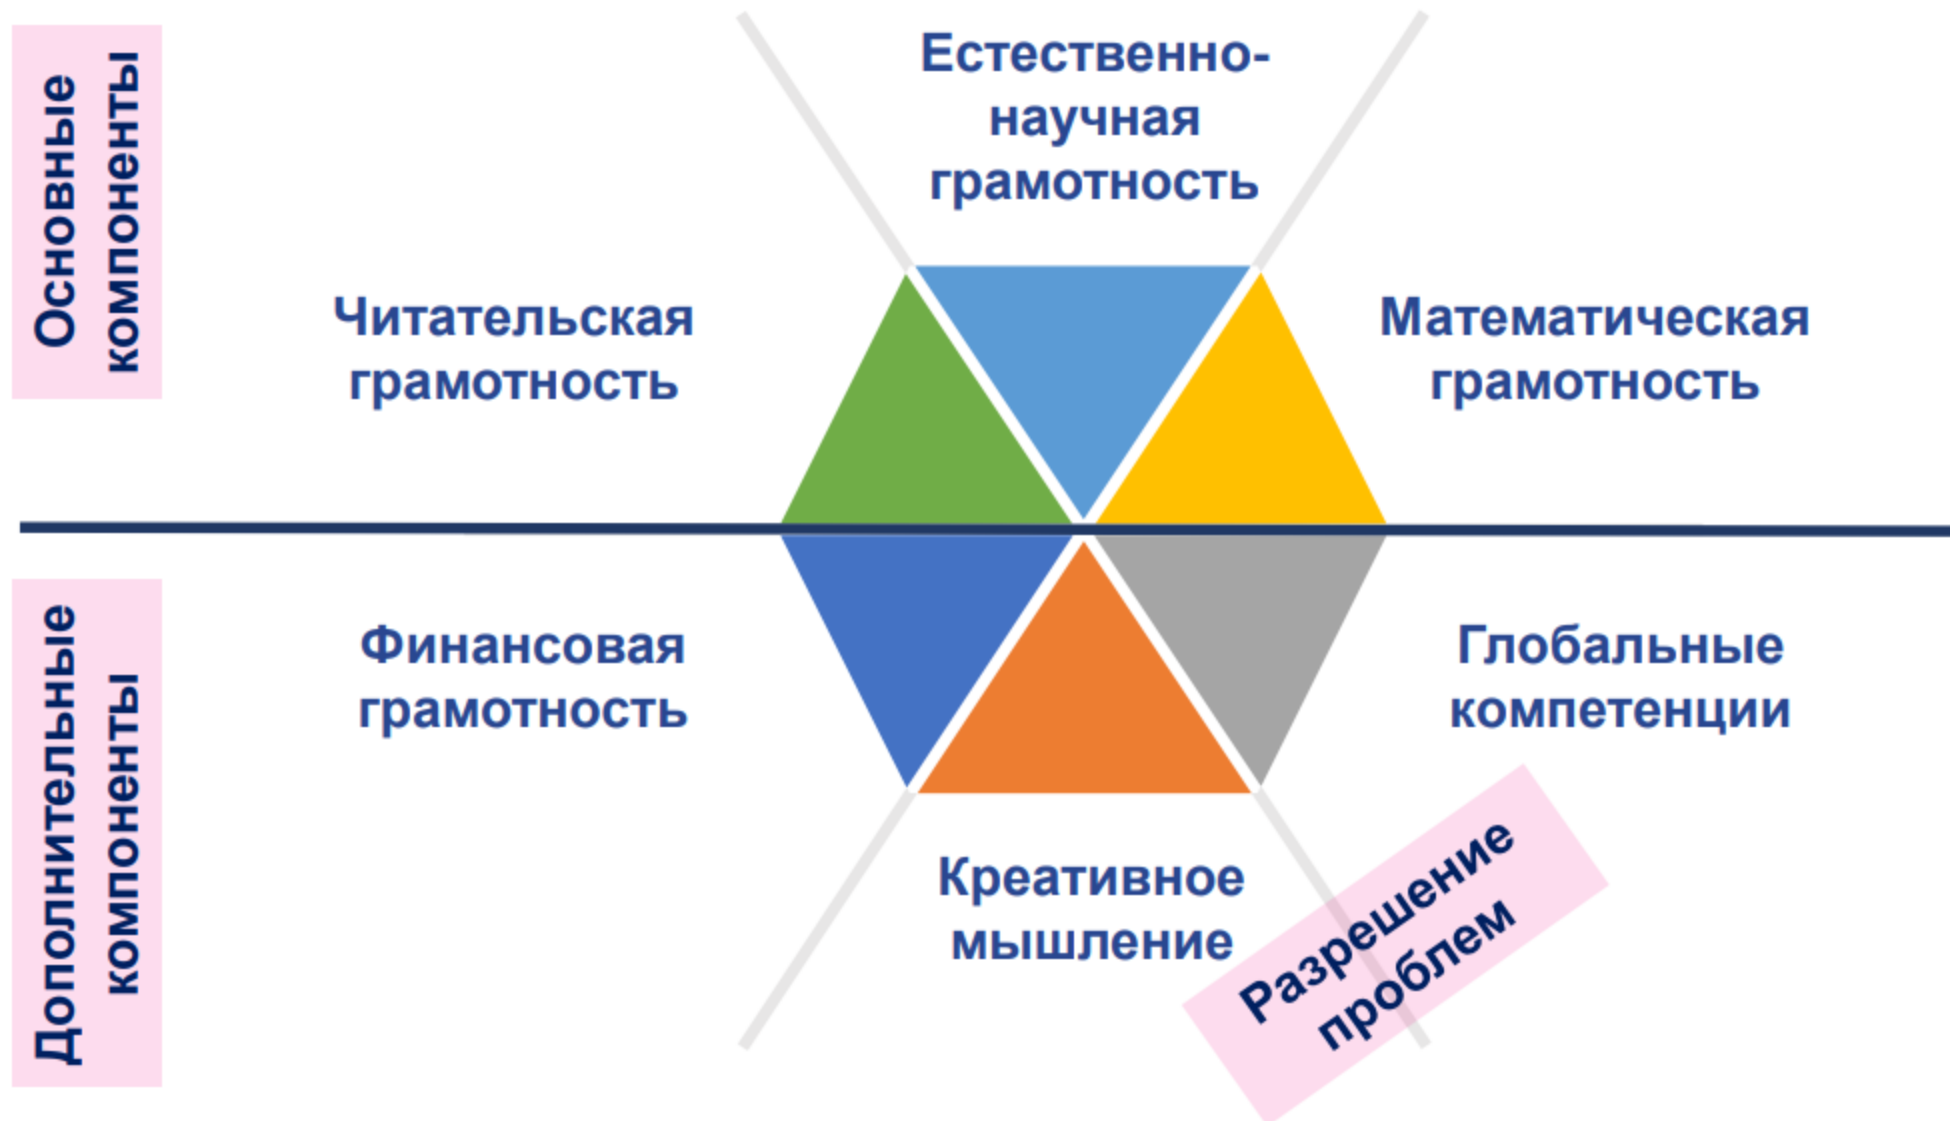 Основные
компоненты
Естественно-
научная
грамотность
Читательская
грамотность
Математическая
грамотность
Дополнительные
компоненты
Финансовая
грамотность
Глобальные
компетенции
Креативное
мышление
Разрешение
проблем